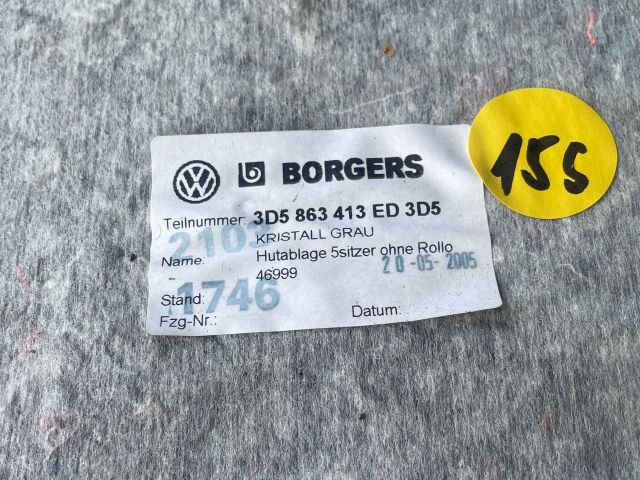 BORGERS
155
Teilnummer: 3D5 863 413 ED 3D5
2103
KRISTALL GRAU
Name: Hutablage 5sitzer ohne Rollo
46999
20-05-2005
Stand:
1746
Fzg-Nr.: Datum: